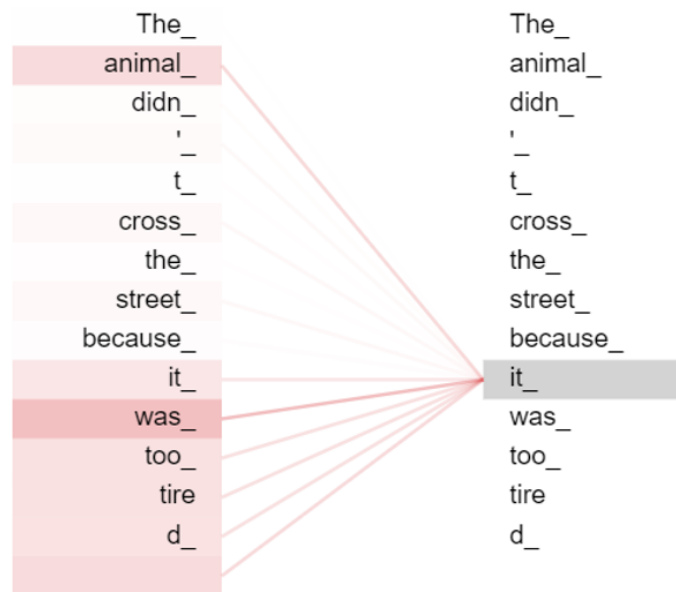 The_ The_
animal_ animal_
didn_ didn_
'_ '_
t_ t_
cross_ cross_
the_ the_
street_ street_
because_ because_
it_ it_
was_ was_
too_ too_
tire tire
d_ d_